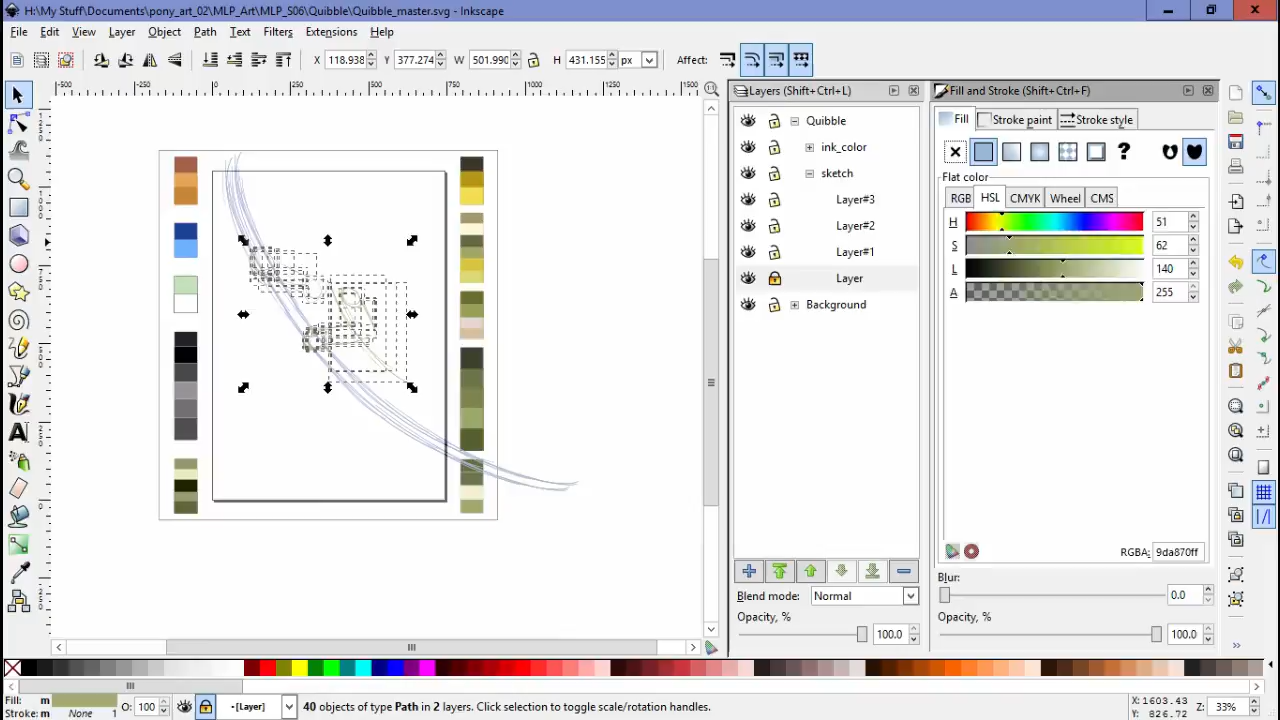 H:\My Stuff\Documents\pony_art_02\MLP_Art\MLP_S06\Quibble\Quibble_master.svg - Inkscape
File Edit View Layer Object Path Text Filters Extensions Help
X 118.938 Y 377.274 W 501.990 H 431.155 px Affect:
Layers (Shift+Ctrl+L)
Fill and Stroke (Shift+Ctrl+F)
Fill Stroke paint Stroke style
Quibble
ink_color
sketch
Layer#3
Layer#2
Layer#1
Layer
Background
?
Flat color
RGB HSL CMYK Wheel CMS
H 51
S 62
L 140
A 255
RGBA: 9da870ff
Blur:
0.0
Opacity, %
100.0
Blend mode: Normal
Opacity, %
100.0
Fill: m
Stroke: m None 1
O: 100
[Layer]
40 objects of type Path in 2 layers. Click selection to toggle scale/rotation handles.
X: 1603.43
Y: 826.72
Z: 33%